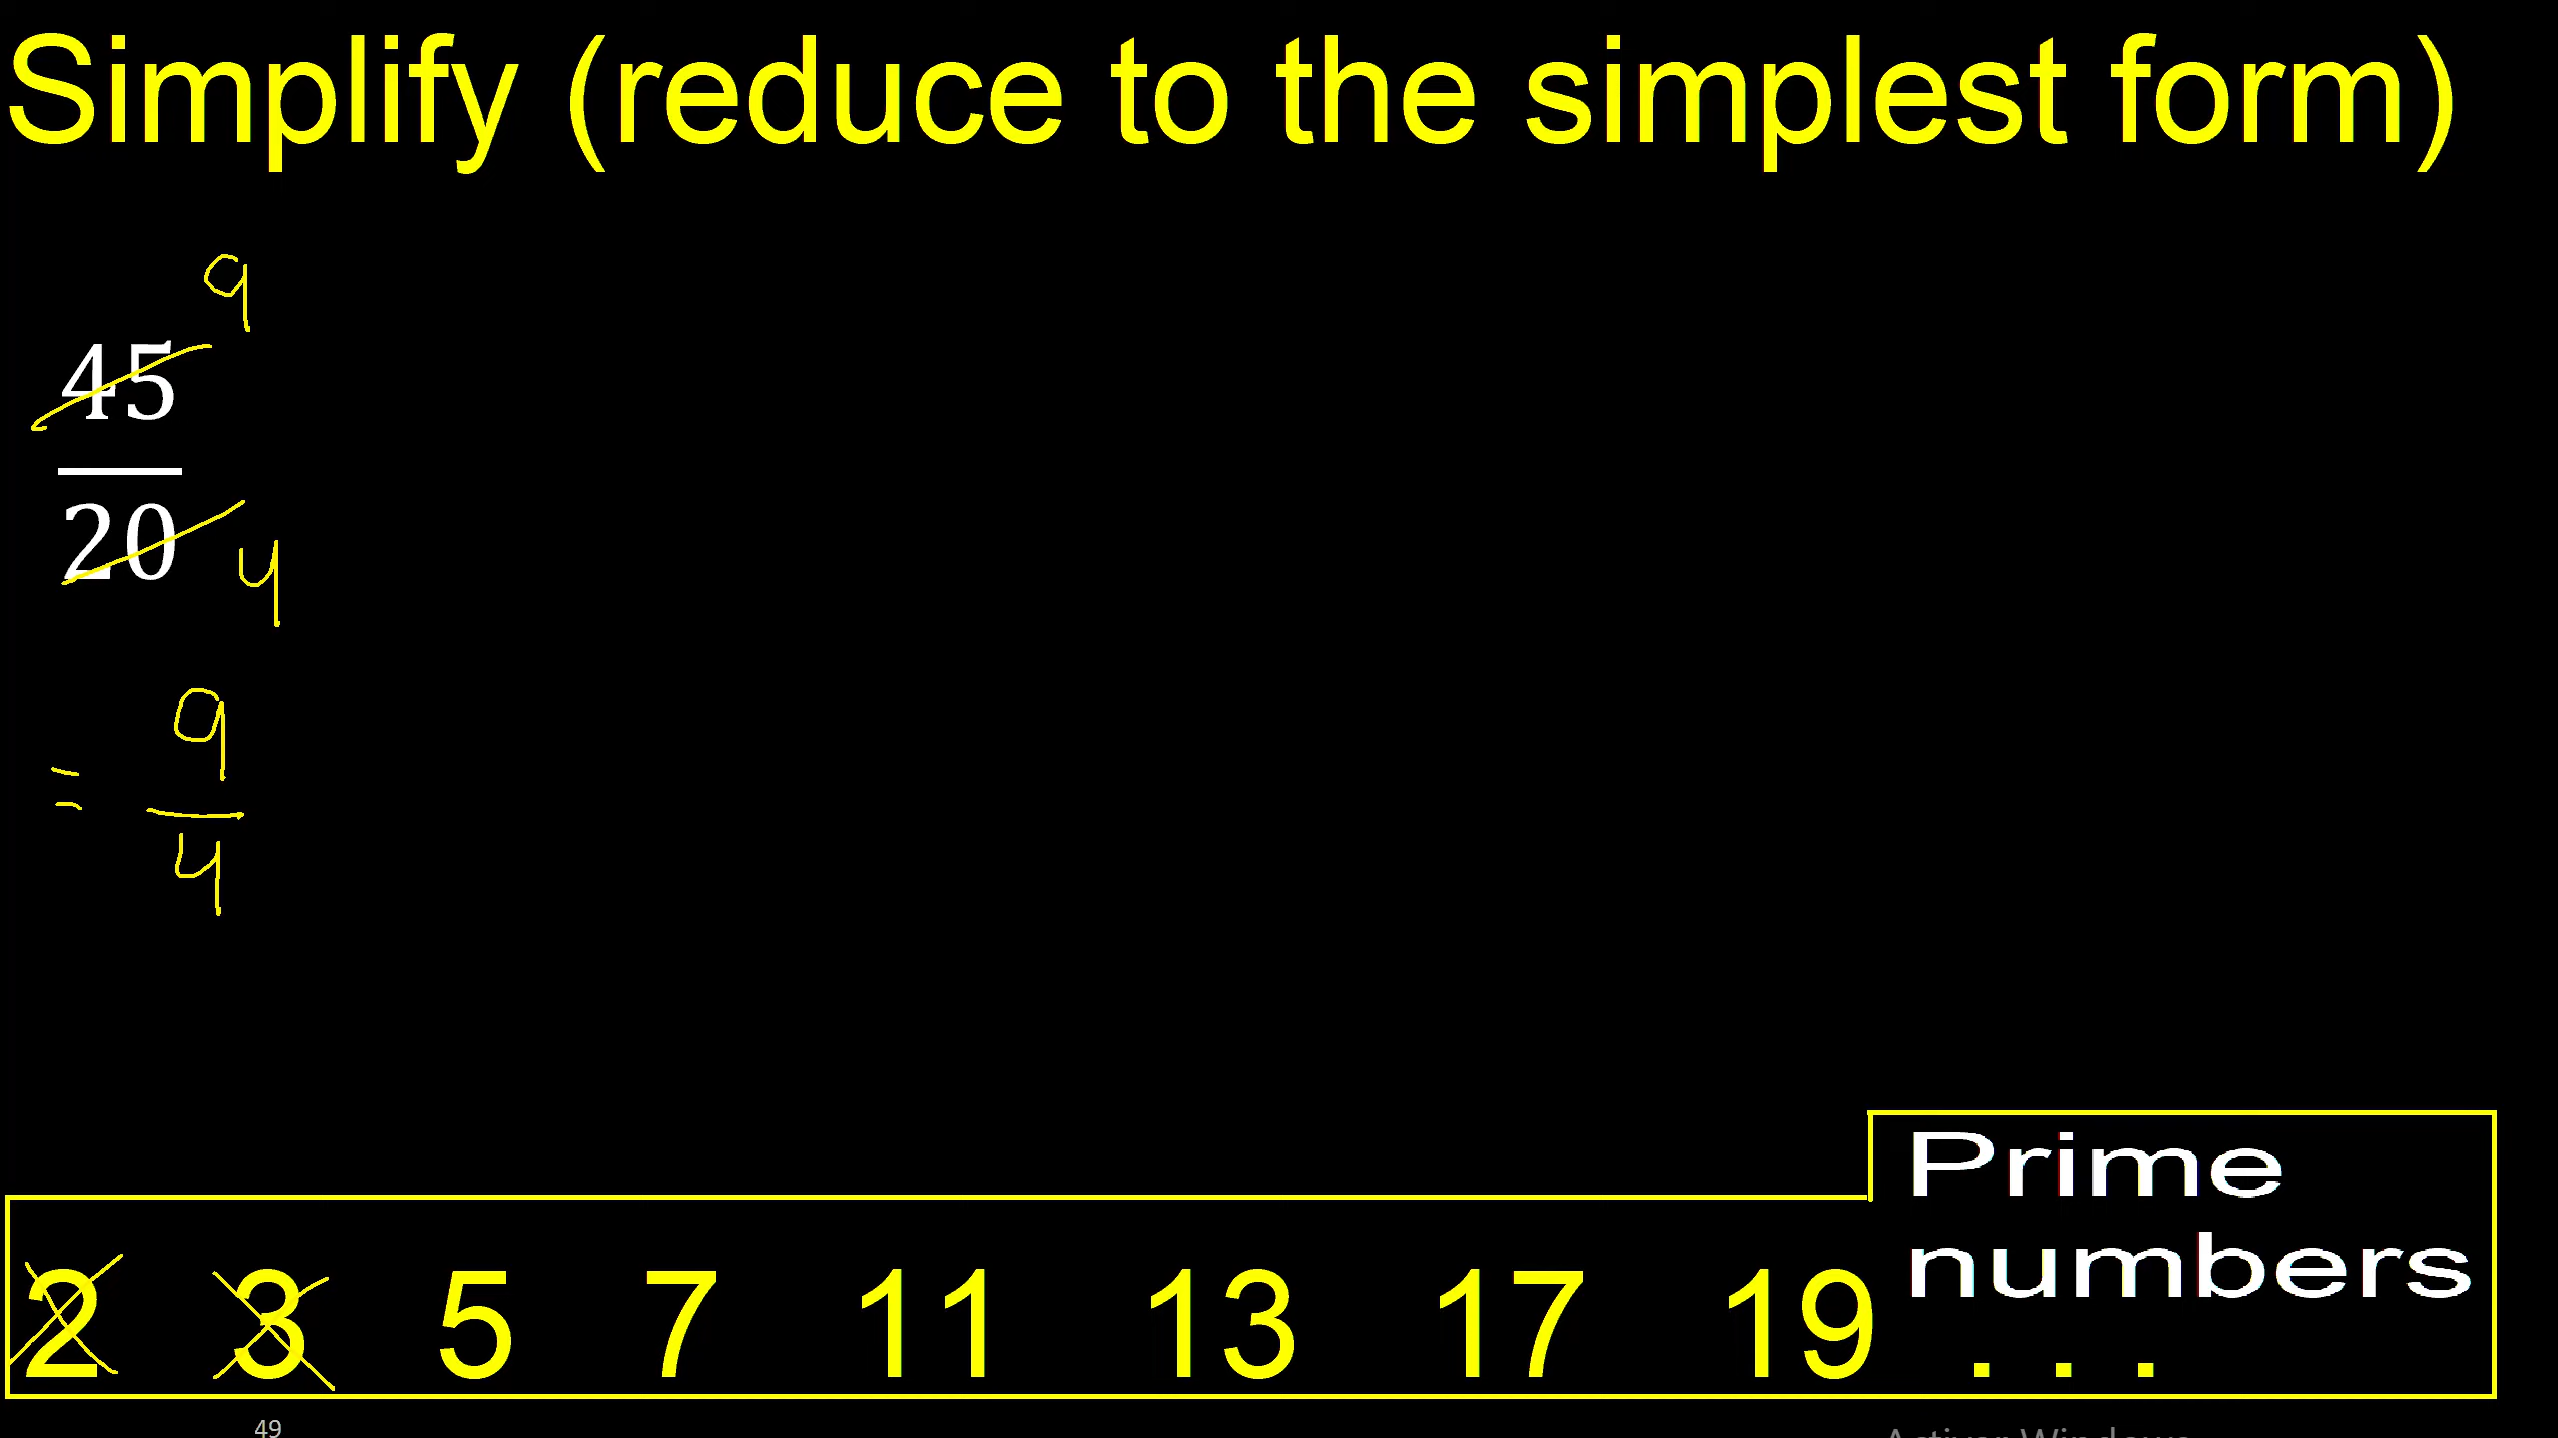 Simplify (reduce to the simplest form)
9
45
20
4
= 9
4
Prime
numbers
2 3 5 7 11 13 17 19 . . .
49